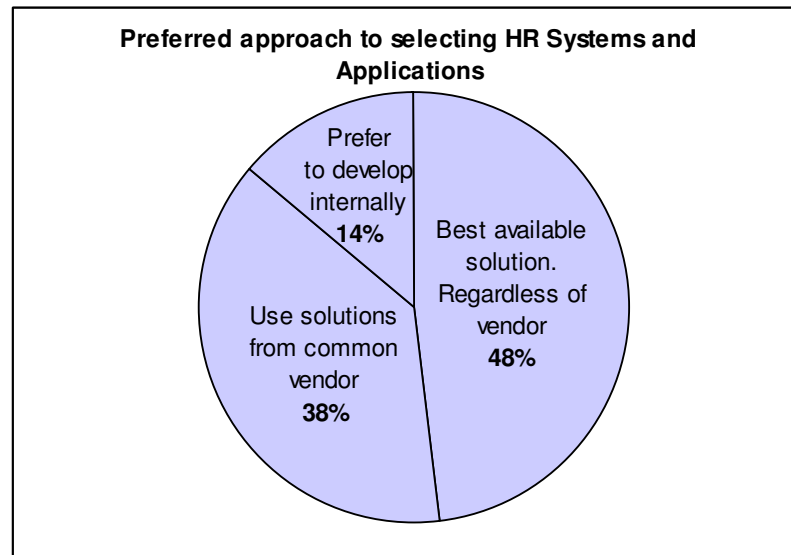 Preferred approach to selecting HR Systems and
Applications
Prefer
to develop
internally
14%
Best available
solution.
Regardless of
vendor
48%
Use solutions
from common
vendor
38%